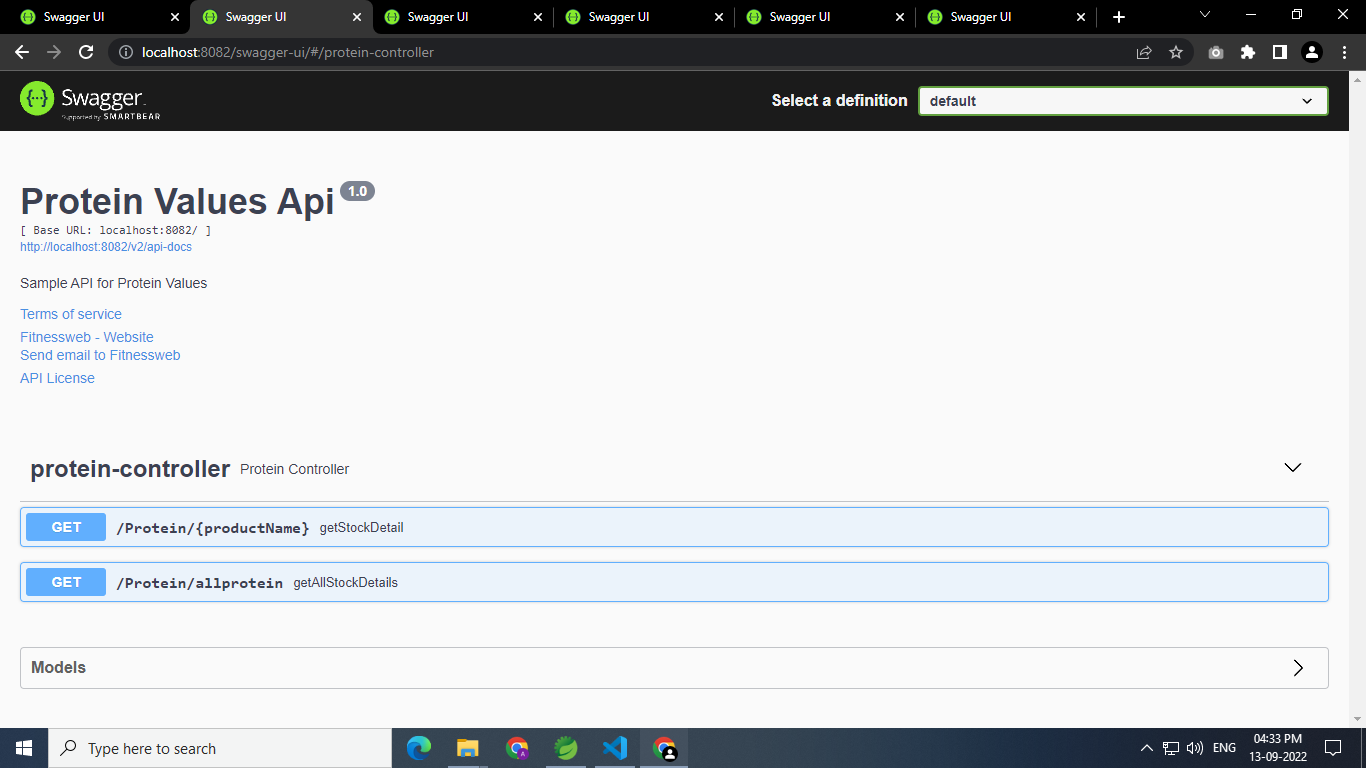 Swagger UI Swagger UI Swagger UI Swagger UI Swagger UI Swagger UI
localhost:8082/swagger-ui/#/protein-controller
Swagger.
Supported by SMARTBEAR
Select a definition default
Protein Values Api 1.0
[ Base URL: localhost:8082/ ]
http://localhost:8082/v2/api-docs
Sample API for Protein Values
Terms of service
Fitnessweb - Website
Send email to Fitnessweb
API License
protein-controller Protein Controller
GET /Protein/{productName} getStockDetail
GET /Protein/allprotein getAllStockDetails
Models
Type here to search
A
ENG
04:33 PM
13-09-2022